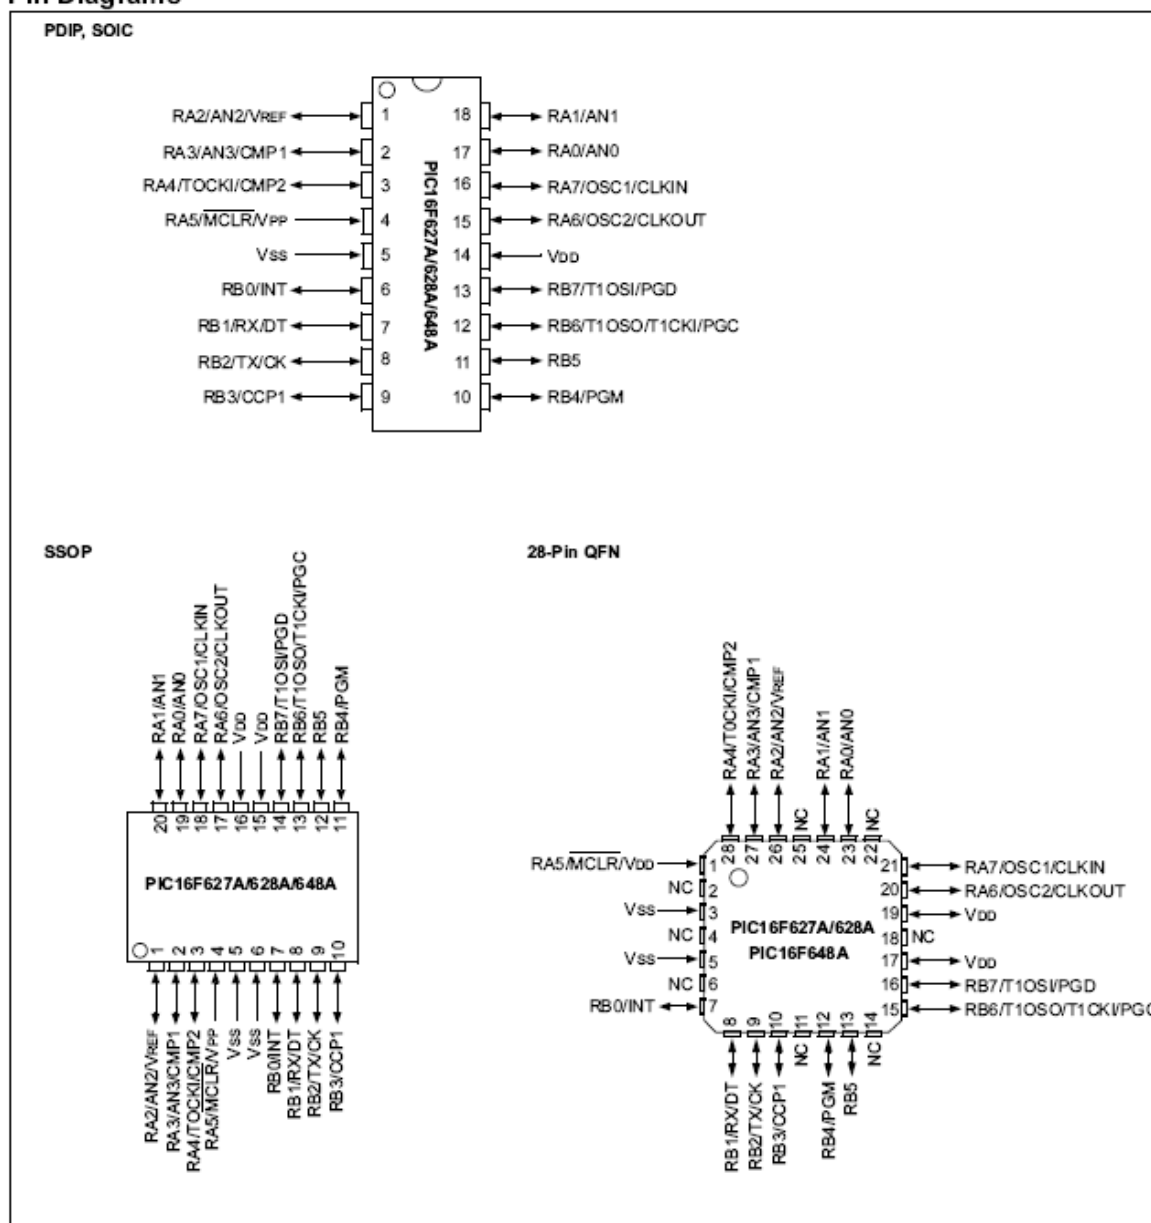 Pin Diagrams
PDIP, SOIC
RA2/AN2/VREF 1 18 RA1/AN1
RA3/AN3/CMP1 2 17 RA0/AN0
RA4/TOCKI/CMP2 3 16 RA7/OSC1/CLKIN
RA5/MCLR/VPP 4 15 RA6/OSC2/CLKOUT
VSS 5 14 VDD
RB0/INT 6 13 RB7/T1OSI/PGD
RB1/RX/DT 7 12 RB6/T1OSO/T1CKI/PGC
RB2/TX/CK 8 11 RB5
RB3/CCP1 9 10 RB4/PGM
PIC16F627A/628A/648A
SSOP
RA1/AN1
RA0/AN0
RA7/OSC1/CLKIN
RA6/OSC2/CLKOUT
VDD
VDD
RB7/T1OSI/PGD
RB6/T1OSO/T1CKI/PGC
RB5
RB4/PGM
20 19 18 17 16 15 14 13 12 11
PIC16F627A/628A/648A
1 2 3 4 5 6 7 8 9 10
RA2/AN2/VREF
RA3/AN3/CMP1
RA4/TOCKI/CMP2
RA5/MCLR/VPP
VSS
VSS
RB0/INT
RB1/RX/DT
RB2/TX/CK
RB3/CCP1
28-Pin QFN
RA4/T0CKI/CMP2
RA3/AN3/CMP1
RA2/AN2/VREF
NC
RA1/AN1
RA0/AN0
NC
28 27 26 25 24 23 22
RA5/MCLR/VDD 1 21 RA7/OSC1/CLKIN
NC 2 20 RA6/OSC2/CLKOUT
VSS 3 19 VDD
NC 4 18 NC
VSS 5 17 VDD
NC 6 16 RB7/T1OSI/PGD
RB0/INT 7 15 RB6/T1OSO/T1CKI/PGC
PIC16F627A/628A
PIC16F648A
8 9 10 11 12 13 14
RB1/RX/DT
RB2/TX/CK
RB3/CCP1
NC
RB4/PGM
RB5
NC